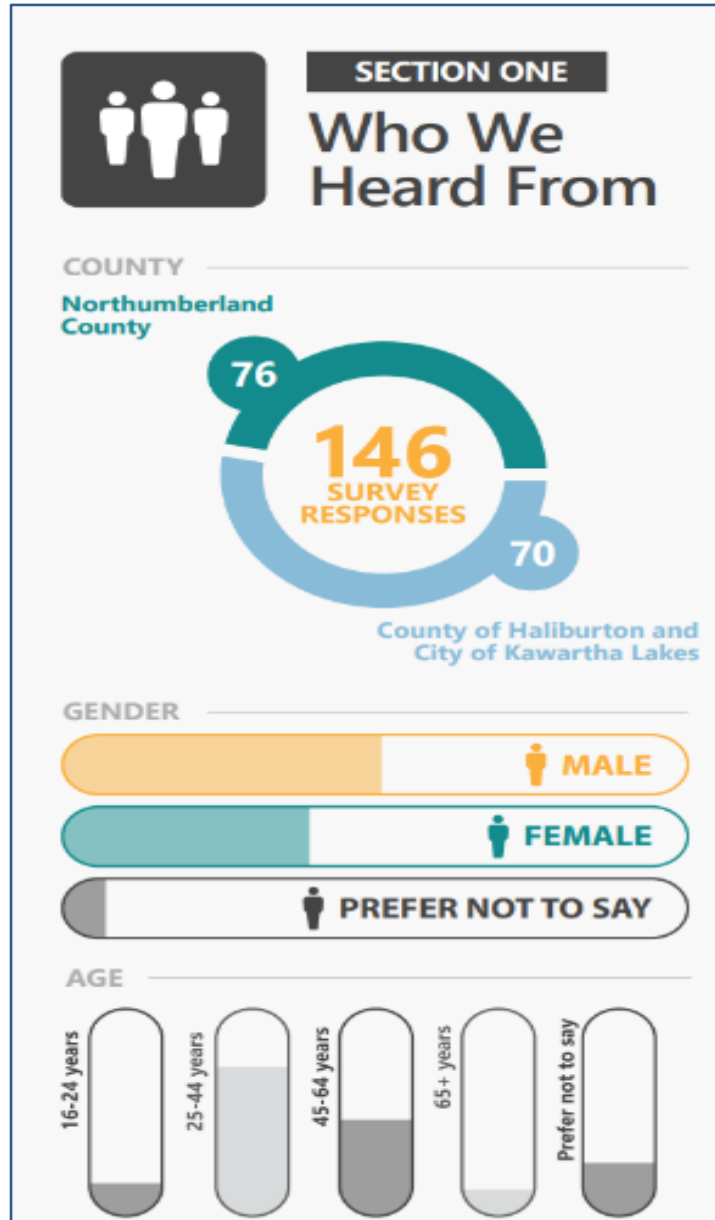 SECTION ONE
Who We
Heard From
COUNTY
Northumberland
County
76
146
SURVEY
RESPONSES
70
County of Haliburton and
City of Kawartha Lakes
GENDER
MALE
FEMALE
PREFER NOT TO SAY
AGE
16-24 years
25-44 years
45-64 years
65+ years
Prefer not to say